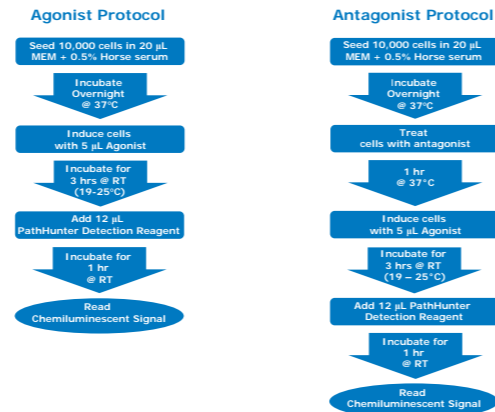 Agonist Protocol
Seed 10,000 cells in 20 µL
MEM + 0.5% Horse serum
Incubate
Overnight
@ 37°C
Induce cells
with 5 µL Agonist
Incubate for
3 hrs @ RT
(19-25°C)
Add 12 µL
PathHunter Detection Reagent
Incubate for
1 hr
@ RT
Read
Chemiluminescent Signal
Antagonist Protocol
Seed 10,000 cells in 20 µL
MEM + 0.5% Horse serum
Incubate
Overnight
@ 37°C
Treat
cells with antagonist
1 hr
@ 37°C
Induce cells
with 5 µL Agonist
Incubate for
3 hrs @ RT
(19 – 25°C)
Add 12 µL PathHunter
Detection Reagent
Incubate for
1 hr
@ RT
Read
Chemiluminescent Signal